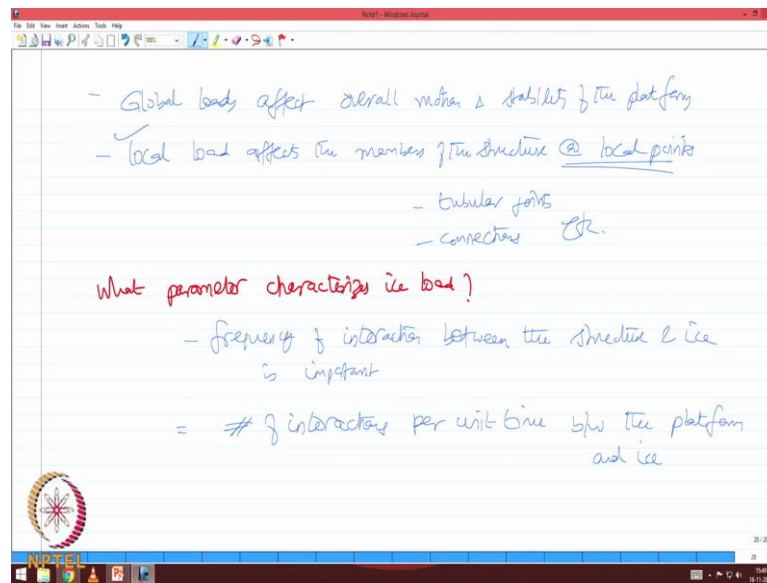 Note1 - Windows Journal
File Edit View Insert Actions Tools Help
- Global loads affect overall motion & stability of the platform
- local load affects the members of the structure @ local points
- tubular joints
- connections etc.
What parameter characterizes ice load?
- frequency of interaction between the structure & ice
is important
= # of interactions per unit time b/w the platform
and ice
NPTEL